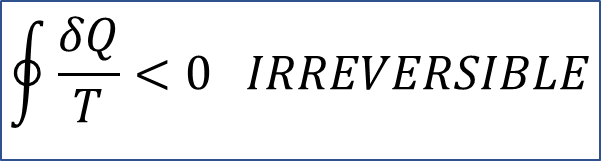 ∮ δQ/T < 0 IRREVERSIBLE